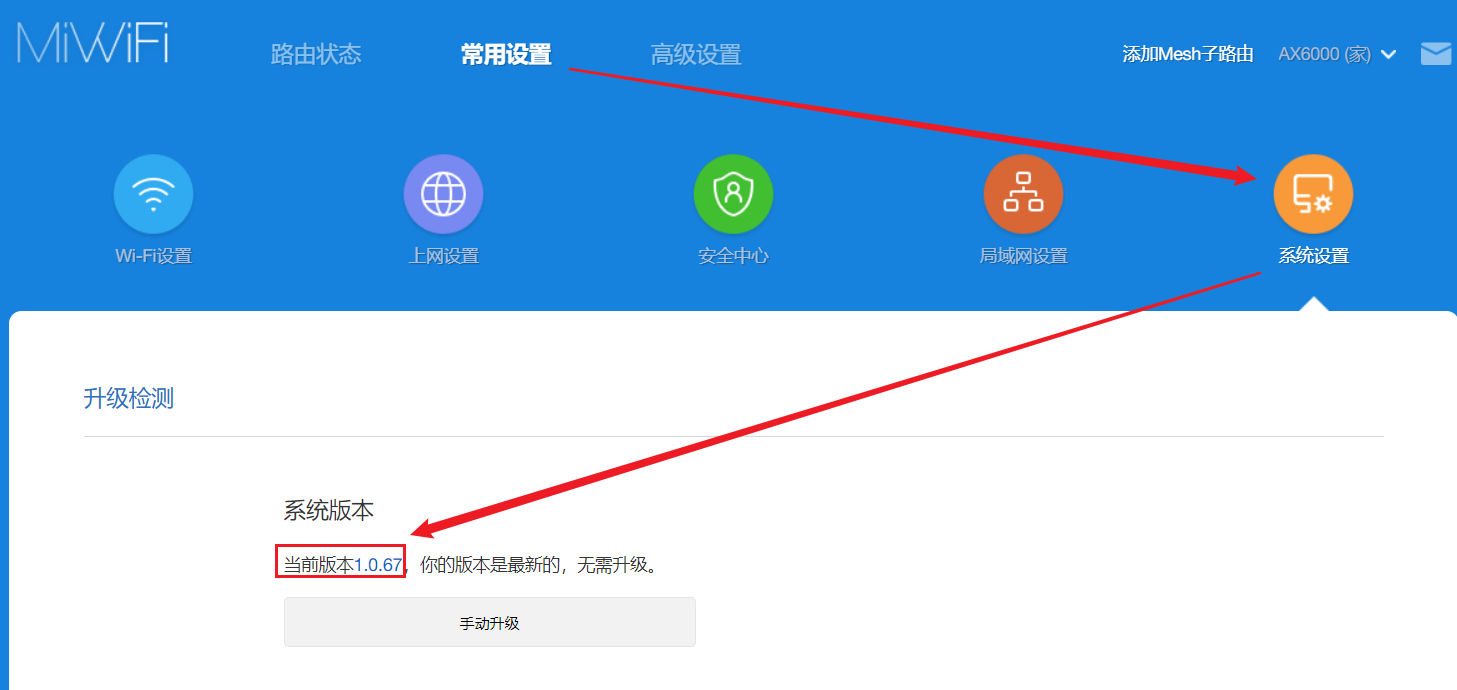 MiWiFi
路由状态 常用设置 高级设置 添加Mesh子路由 AX6000 (家)
Wi-Fi设置 上网设置 安全中心 局域网设置 系统设置
升级检测
系统版本
当前版本1.0.67，你的版本是最新的，无需升级。
手动升级